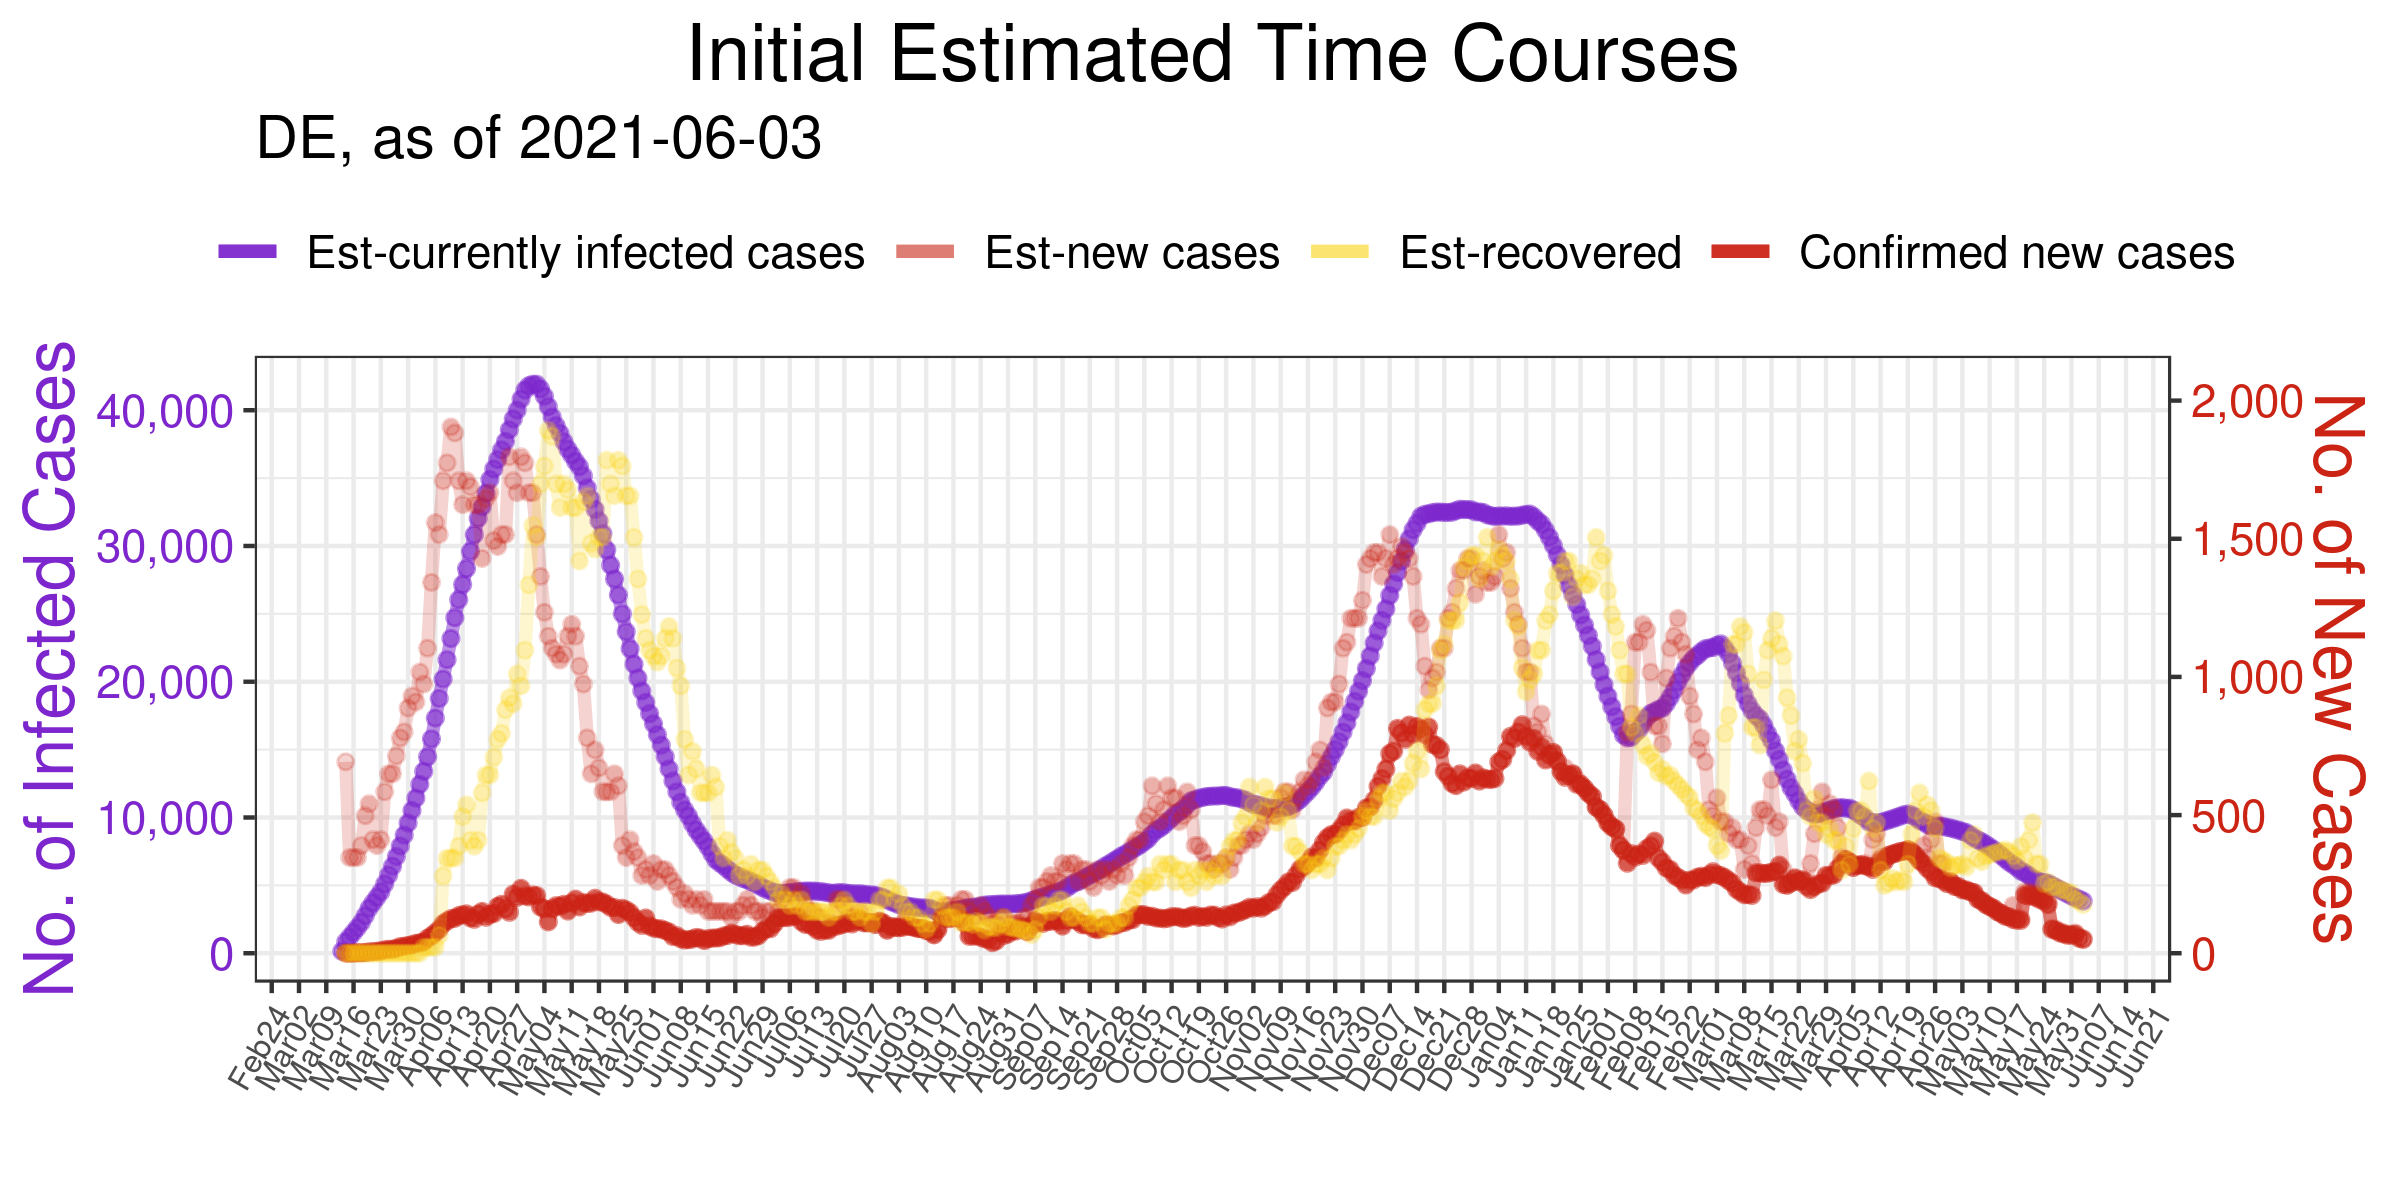 Initial Estimated Time Courses
DE, as of 2021-06-03
Est-currently infected cases
Est-new cases
Est-recovered
Confirmed new cases
No. of Infected Cases
40,000
30,000
20,000
10,000
0
2,000
1,500
1,000
500
0
No. of New Cases
Feb24
Mar02
Mar09
Mar16
Mar23
Mar30
Apr06
Apr13
Apr20
Apr27
May04
May11
May18
May25
Jun01
Jun08
Jun15
Jun22
Jun29
Jul06
Jul13
Jul20
Jul27
Aug03
Aug10
Aug17
Aug24
Aug31
Sep07
Sep14
Sep21
Sep28
Oct05
Oct12
Oct19
Oct26
Nov02
Nov09
Nov16
Nov23
Nov30
Dec07
Dec14
Dec21
Dec28
Jan04
Jan11
Jan18
Jan25
Feb01
Feb08
Feb15
Feb22
Mar01
Mar08
Mar15
Mar22
Mar29
Apr05
Apr12
Apr19
Apr26
May03
May10
May17
May24
May31
Jun07
Jun14
Jun21